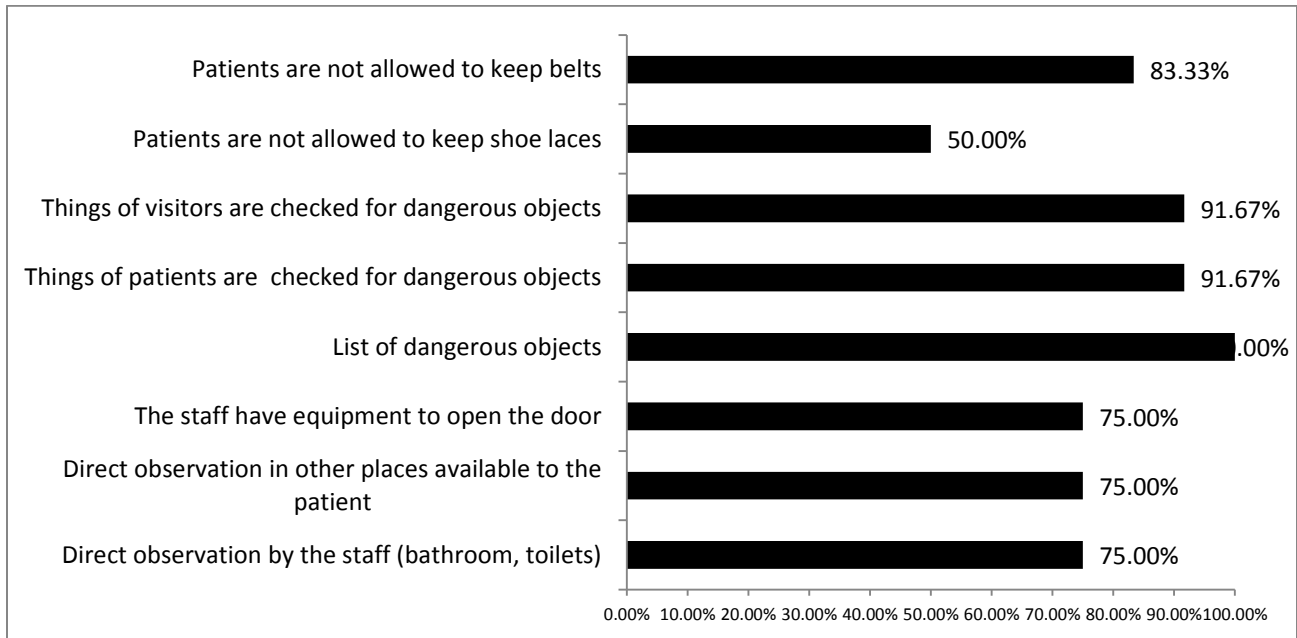 Patients are not allowed to keep belts
83.33%
Patients are not allowed to keep shoe laces
50.00%
Things of visitors are checked for dangerous objects
91.67%
Things of patients are  checked for dangerous objects
91.67%
List of dangerous objects
.00%
The staff have equipment to open the door
75.00%
Direct observation in other places available to the
patient
75.00%
Direct observation by the staff (bathroom, toilets)
75.00%
0.00% 10.00% 20.00% 30.00% 40.00% 50.00% 60.00% 70.00% 80.00% 90.00% 100.00%